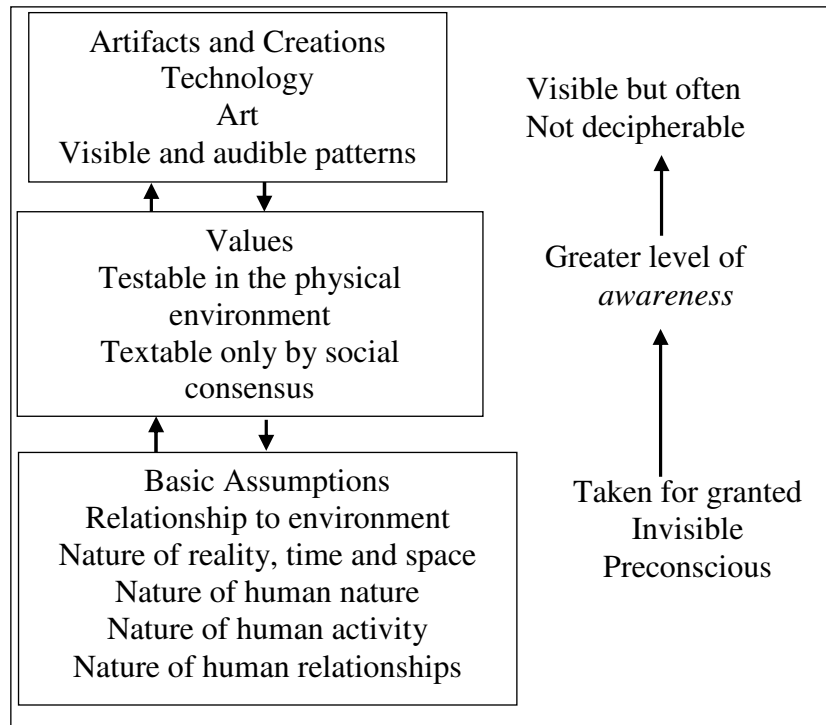 Artifacts and Creations
Technology
Art
Visible and audible patterns
Visible but often
Not decipherable
Values
Testable in the physical
environment
Textable only by social
consensus
Greater level of
awareness
Basic Assumptions
Relationship to environment
Nature of reality, time and space
Nature of human nature
Nature of human activity
Nature of human relationships
Taken for granted
Invisible
Preconscious